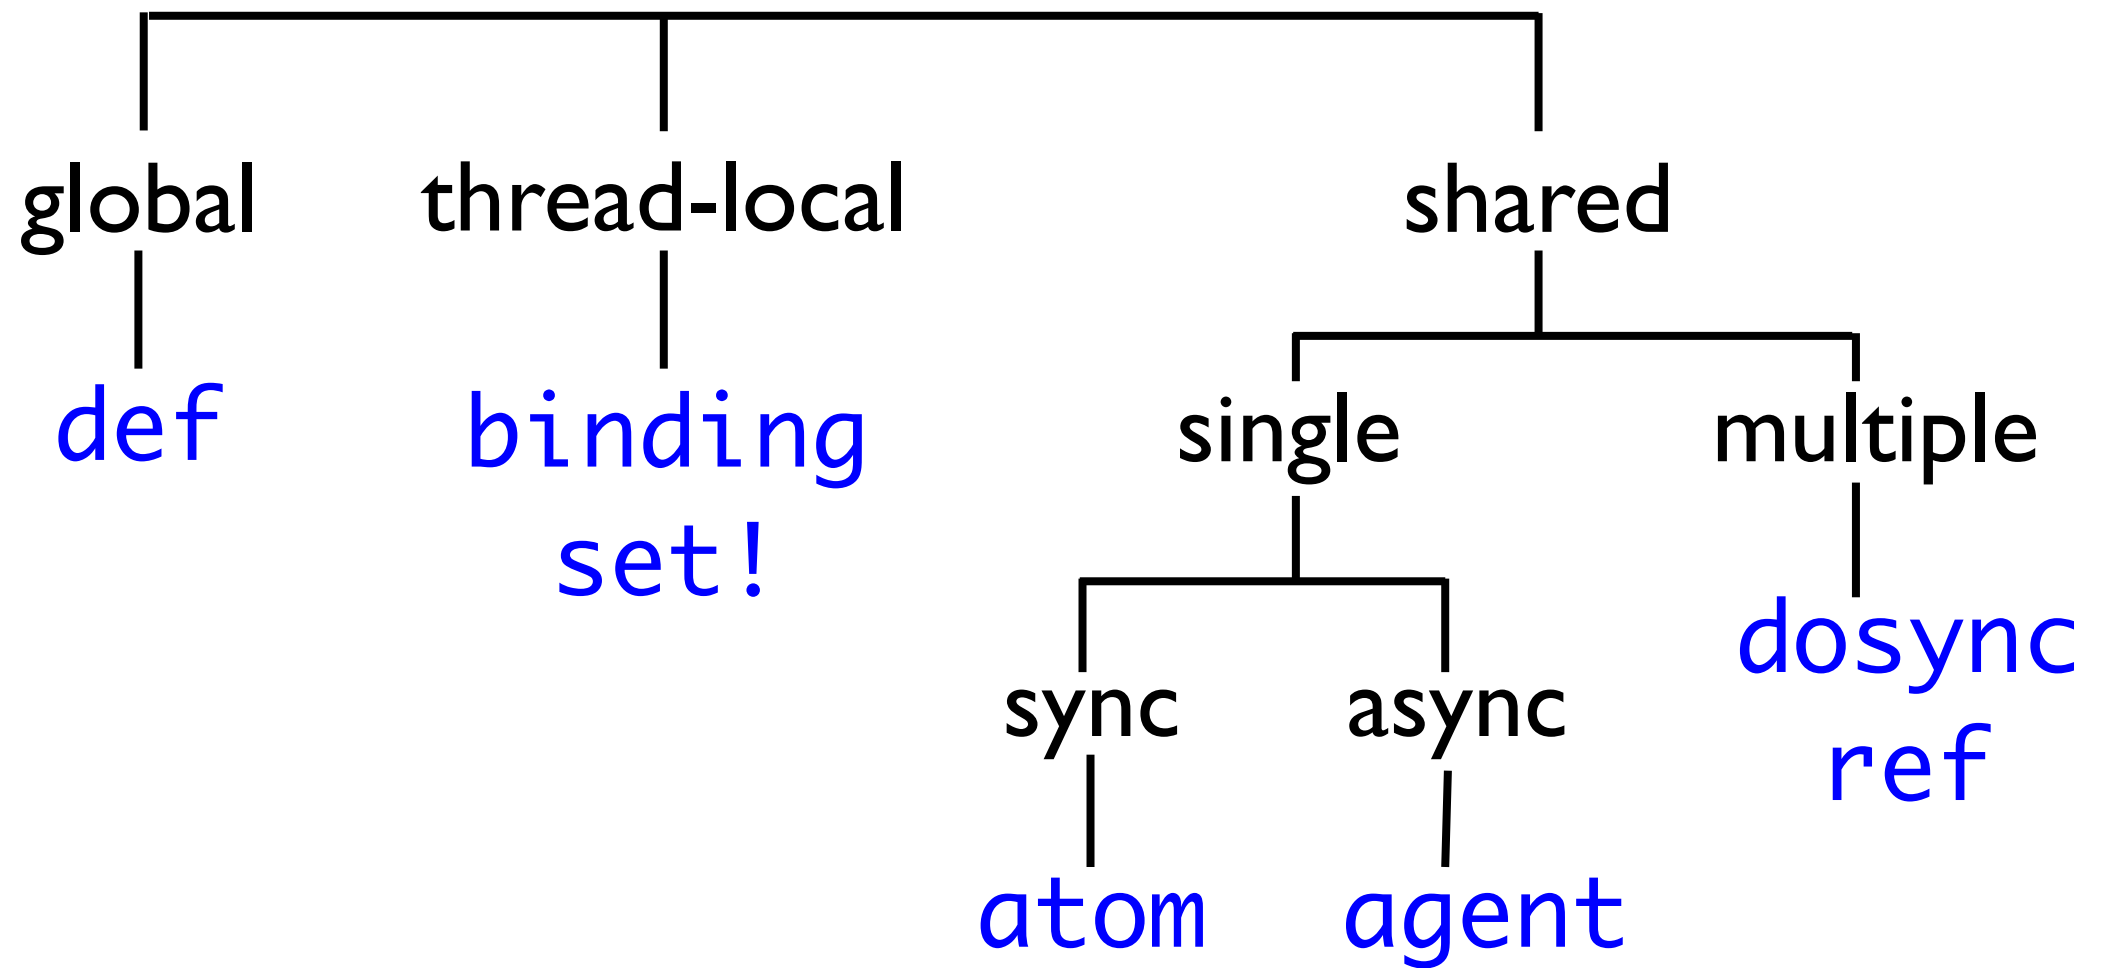 global thread-local shared
def binding single multiple
set! dosync
sync async ref
atom agent